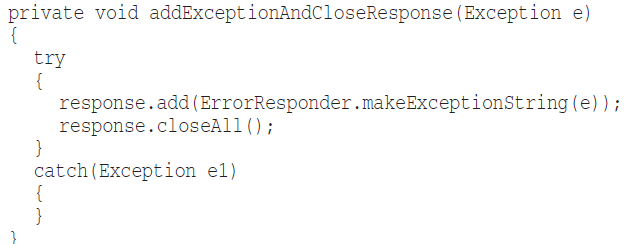 private void addExceptionAndCloseResponse(Exception e)
{
try
{
response.add(ErrorResponder.makeExceptionString(e));
response.closeAll();
}
catch(Exception e1)
{
}
}